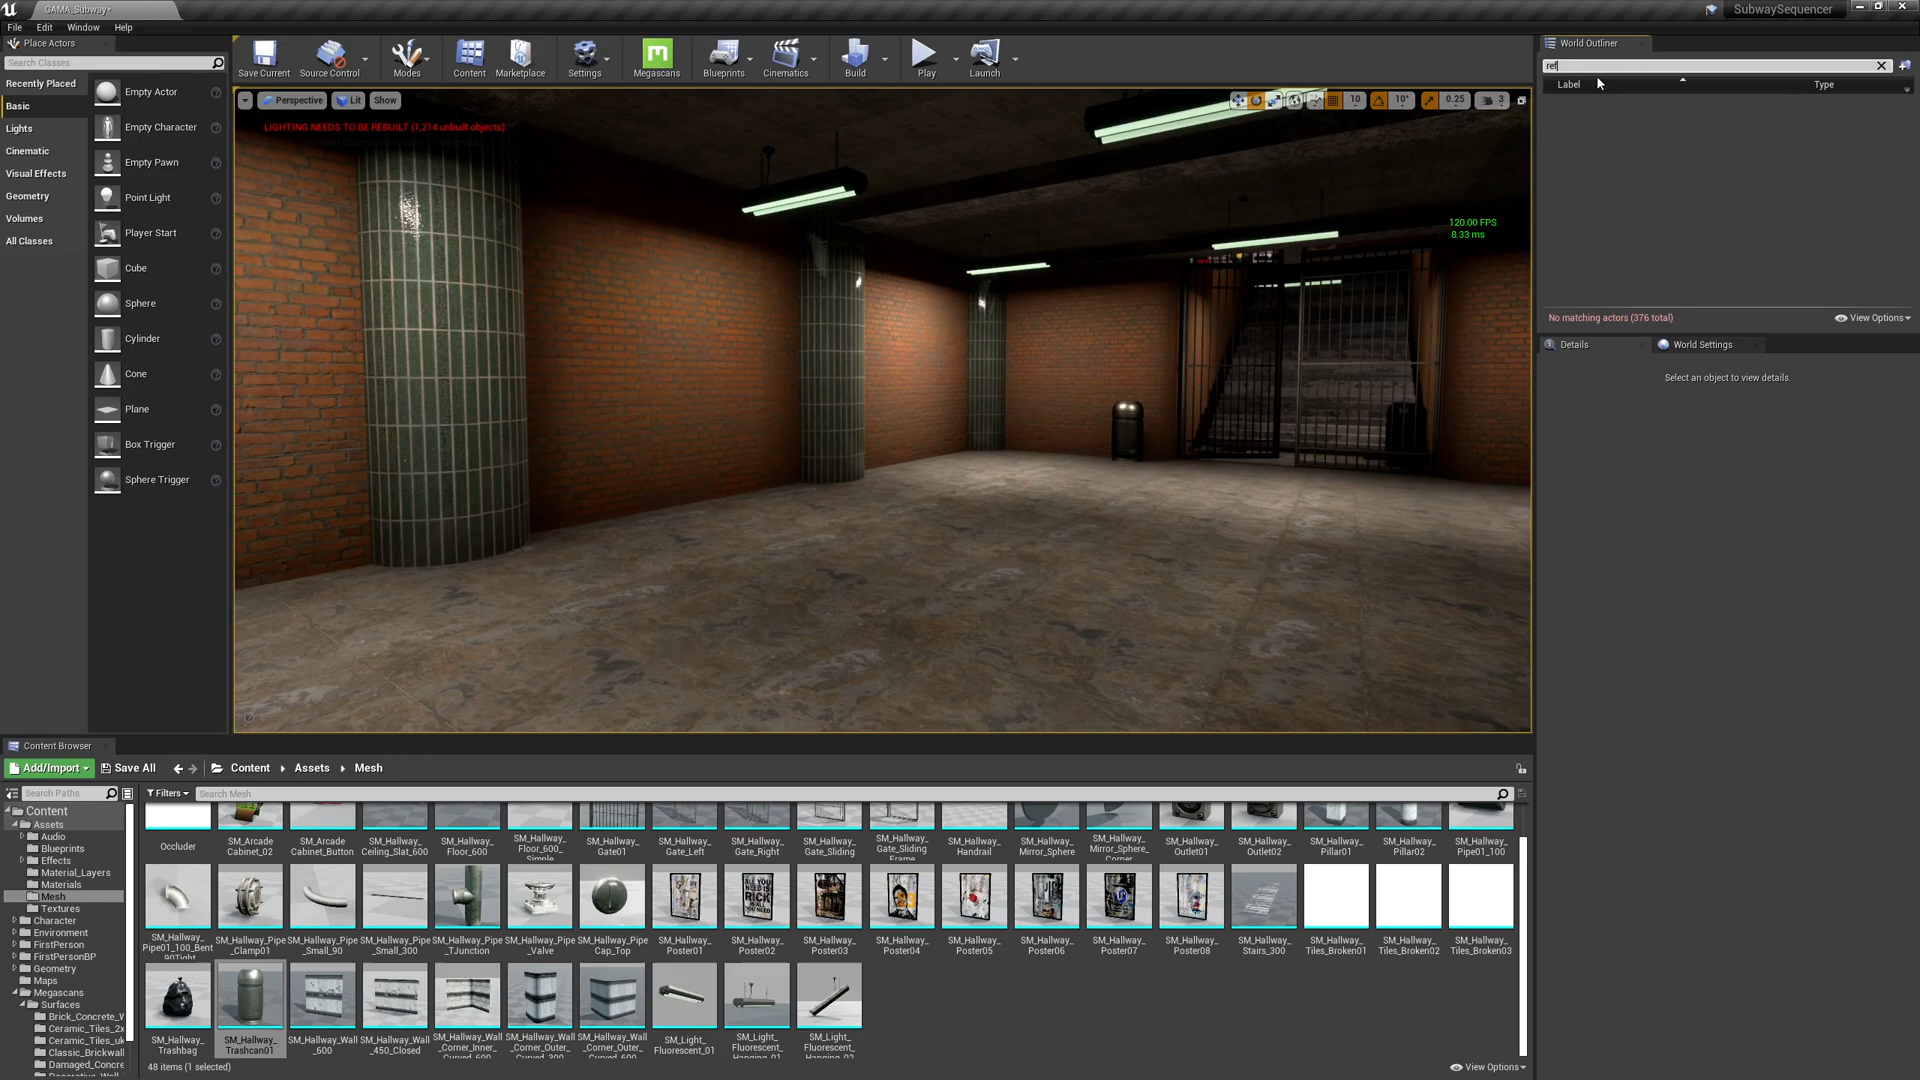 GAMA_Subway*
SubwaySequencer
File Edit Window Help
Place Actors
Search Classes
Recently Placed
Basic
Lights
Cinematic
Visual Effects
Geometry
Volumes
All Classes
Empty Actor
Empty Character
Empty Pawn
Point Light
Player Start
Cube
Sphere
Cylinder
Cone
Plane
Box Trigger
Sphere Trigger
Save Current Source Control Modes Content Marketplace Settings Megascans Blueprints Cinematics Build Play Launch
Perspective Lit Show
10 10° 0.25 3
LIGHTING NEEDS TO BE REBUILT (1,214 unbuilt objects)
120.00 FPS
8.33 ms
World Outliner
ref
Label Type
No matching actors (376 total)
View Options
Details World Settings
Select an object to view details.
Content Browser
Add/Import Save All Content Assets Mesh
Search Paths
Filters Search Mesh
Content
Assets
Audio
Blueprints
Effects
Material_Layers
Materials
Mesh
Textures
Character
Environment
FirstPerson
FirstPersonBP
Geometry
Maps
Megascans
Surfaces
Brick_Concrete_V
Ceramic_Tiles_2x
Ceramic_Tiles_uk
Classic_Brickwall
Damaged_Concre
Occluder
SM_Arcade Cabinet_02
SM_Arcade Cabinet_Button
SM_Hallway_ Ceiling_Slat_600
SM_Hallway_ Floor_600
SM_Hallway_ Floor_600_ Simple
SM_Hallway_ Gate01
SM_Hallway_ Gate_Left
SM_Hallway_ Gate_Right
SM_Hallway_ Gate_Sliding
SM_Hallway_ Gate_Sliding Frame
SM_Hallway_ Handrail
SM_Hallway_ Mirror_Sphere
SM_Hallway_ Mirror_Sphere_ Corner
SM_Hallway_ Outlet01
SM_Hallway_ Outlet02
SM_Hallway_ Pillar01
SM_Hallway_ Pillar02
SM_Hallway_ Pipe01_100
SM_Hallway_ Pipe01_100_Bent 90Tight
SM_Hallway_Pipe _Clamp01
SM_Hallway_Pipe _Small_90
SM_Hallway_Pipe _Small_300
SM_Hallway_Pipe _TJunction
SM_Hallway_Pipe _Valve
SM_Hallway_Pipe Cap_Top
SM_Hallway_ Poster01
SM_Hallway_ Poster02
SM_Hallway_ Poster03
SM_Hallway_ Poster04
SM_Hallway_ Poster05
SM_Hallway_ Poster06
SM_Hallway_ Poster07
SM_Hallway_ Poster08
SM_Hallway_ Stairs_300
SM_Hallway_ Tiles_Broken01
SM_Hallway_ Tiles_Broken02
SM_Hallway_ Tiles_Broken03
SM_Hallway_ Trashbag
SM_Hallway_ Trashcan01
SM_Hallway_Wall _600
SM_Hallway_Wall _450_Closed
SM_Hallway_Wall _Corner_Inner_ Curved_600
SM_Hallway_Wall _Corner_Outer_ Curved_300
SM_Hallway_Wall _Corner_Outer_ Curved_600
SM_Light_ Fluorescent_01
SM_Light_ Fluorescent_ Hanging_01
SM_Light_ Fluorescent_ Hanging_02
48 items (1 selected)
View Options